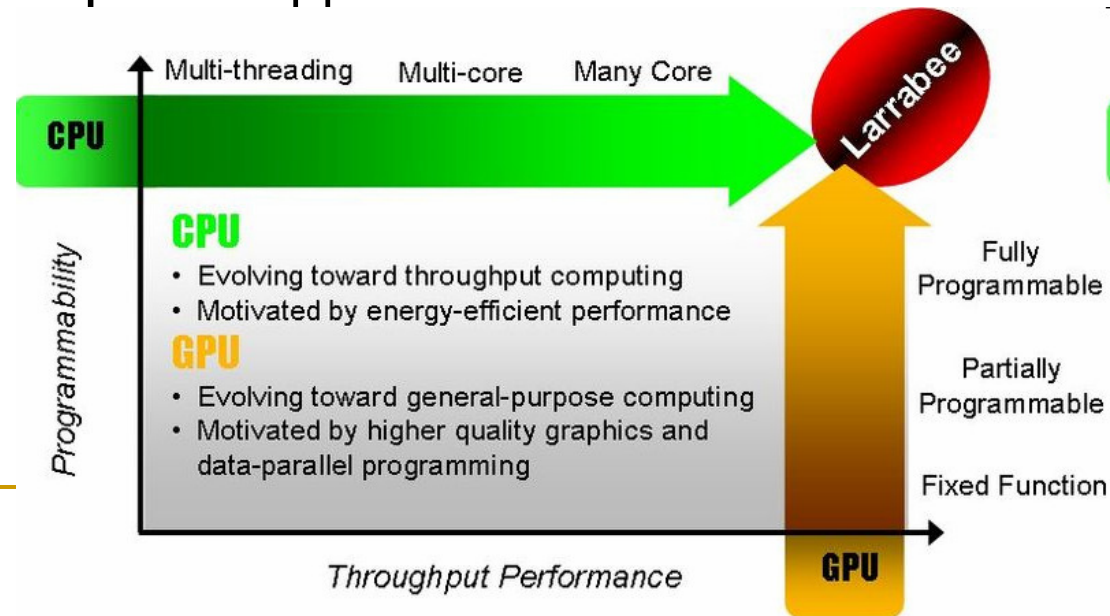 Multi-threading Multi-core Many Core
Larrabee
CPU
CPU
• Evolving toward throughput computing
• Motivated by energy-efficient performance
GPU
• Evolving toward general-purpose computing
• Motivated by higher quality graphics and
data-parallel programming
Programmability
Fully
Programmable
Partially
Programmable
Fixed Function
Throughput Performance
GPU